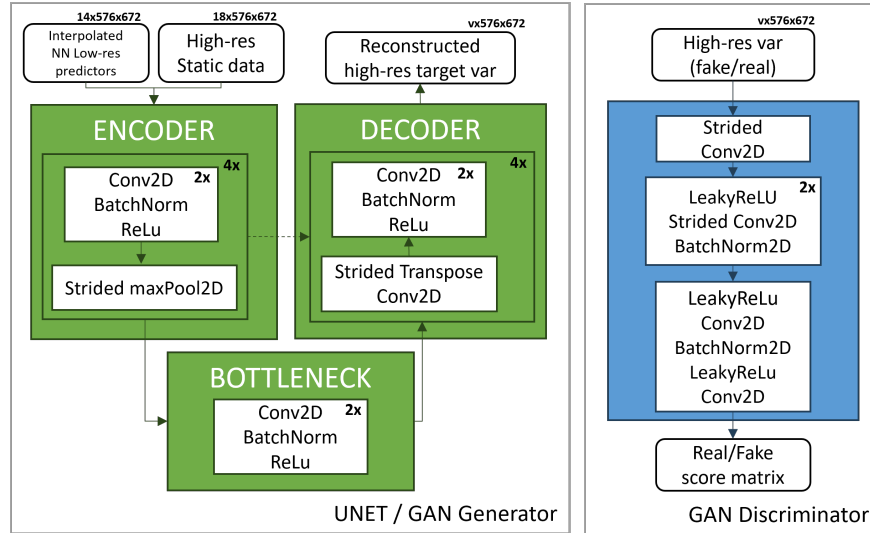 14x576x672
Interpolated
NN Low-res
predictors
18x576x672
High-res
Static data
vx576x672
Reconstructed
high-res target var
ENCODER
4x
Conv2D 2x
BatchNorm
ReLu
Strided maxPool2D
DECODER
4x
Conv2D 2x
BatchNorm
ReLu
Strided Transpose
Conv2D
BOTTLENECK
Conv2D 2x
BatchNorm
ReLu
UNET / GAN Generator
vx576x672
High-res var
(fake/real)
Strided
Conv2D
2x
LeakyReLU
Strided Conv2D
BatchNorm2D
LeakyReLu
Conv2D
BatchNorm2D
LeakyReLu
Conv2D
Real/Fake
score matrix
GAN Discriminator